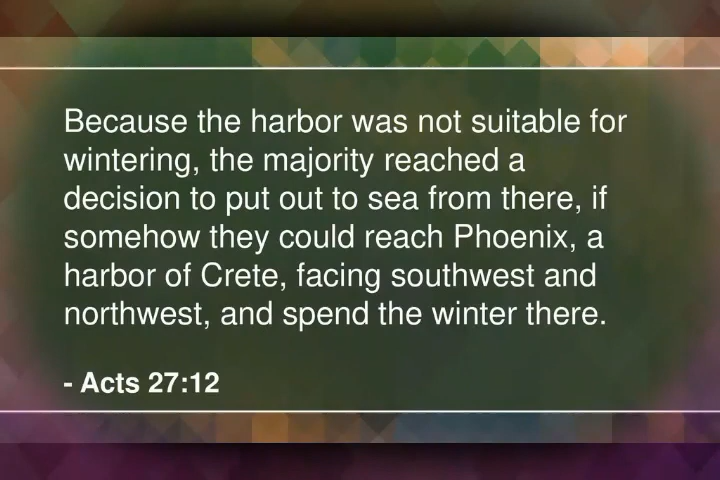 Because the harbor was not suitable for
wintering, the majority reached a
decision to put out to sea from there, if
somehow they could reach Phoenix, a
harbor of Crete, facing southwest and
northwest, and spend the winter there.
- Acts 27:12